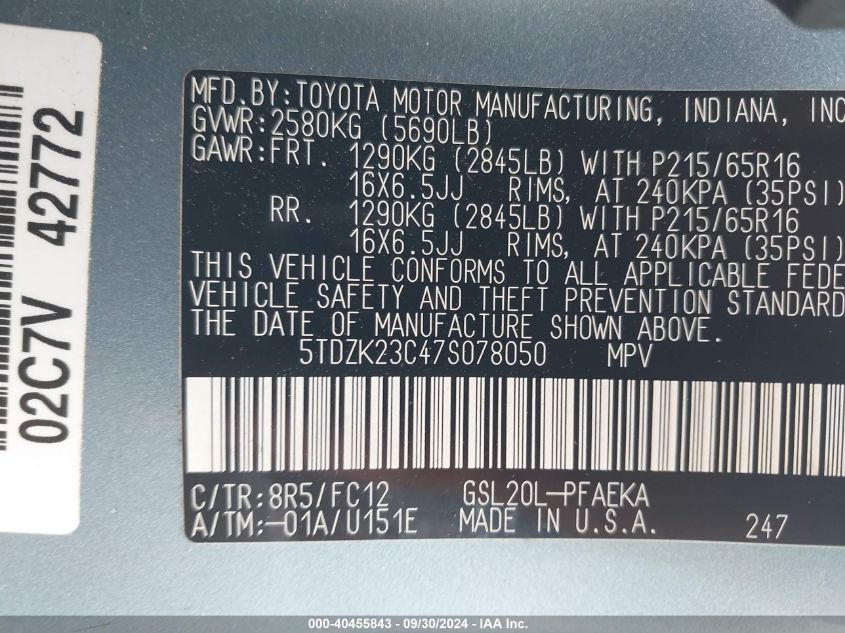 02C7V 42772
MFD.BY:TOYOTA MOTOR MANUFACTURING, INDIANA, INC
GVWR:2580KG (5690LB)
GAWR:FRT. 1290KG (2845LB) WITH P215/65R16
16X6.5JJ RIMS, AT 240KPA (35PSI)
RR. 1290KG (2845LB) WITH P215/65R16
16X6.5JJ RIMS, AT 240KPA (35PSI)
THIS VEHICLE CONFORMS TO ALL APPLICABLE FEDE
VEHICLE SAFETY AND THEFT PREVENTION STANDARD
THE DATE OF MANUFACTURE SHOWN ABOVE.
5TDZK23C47S078050 MPV
C/TR:8R5/FC12 GSL20L-PFAEKA
A/TM:-01A/U151E MADE IN U.S.A. 247
000-40455843 - 09/30/2024 - IAA Inc.